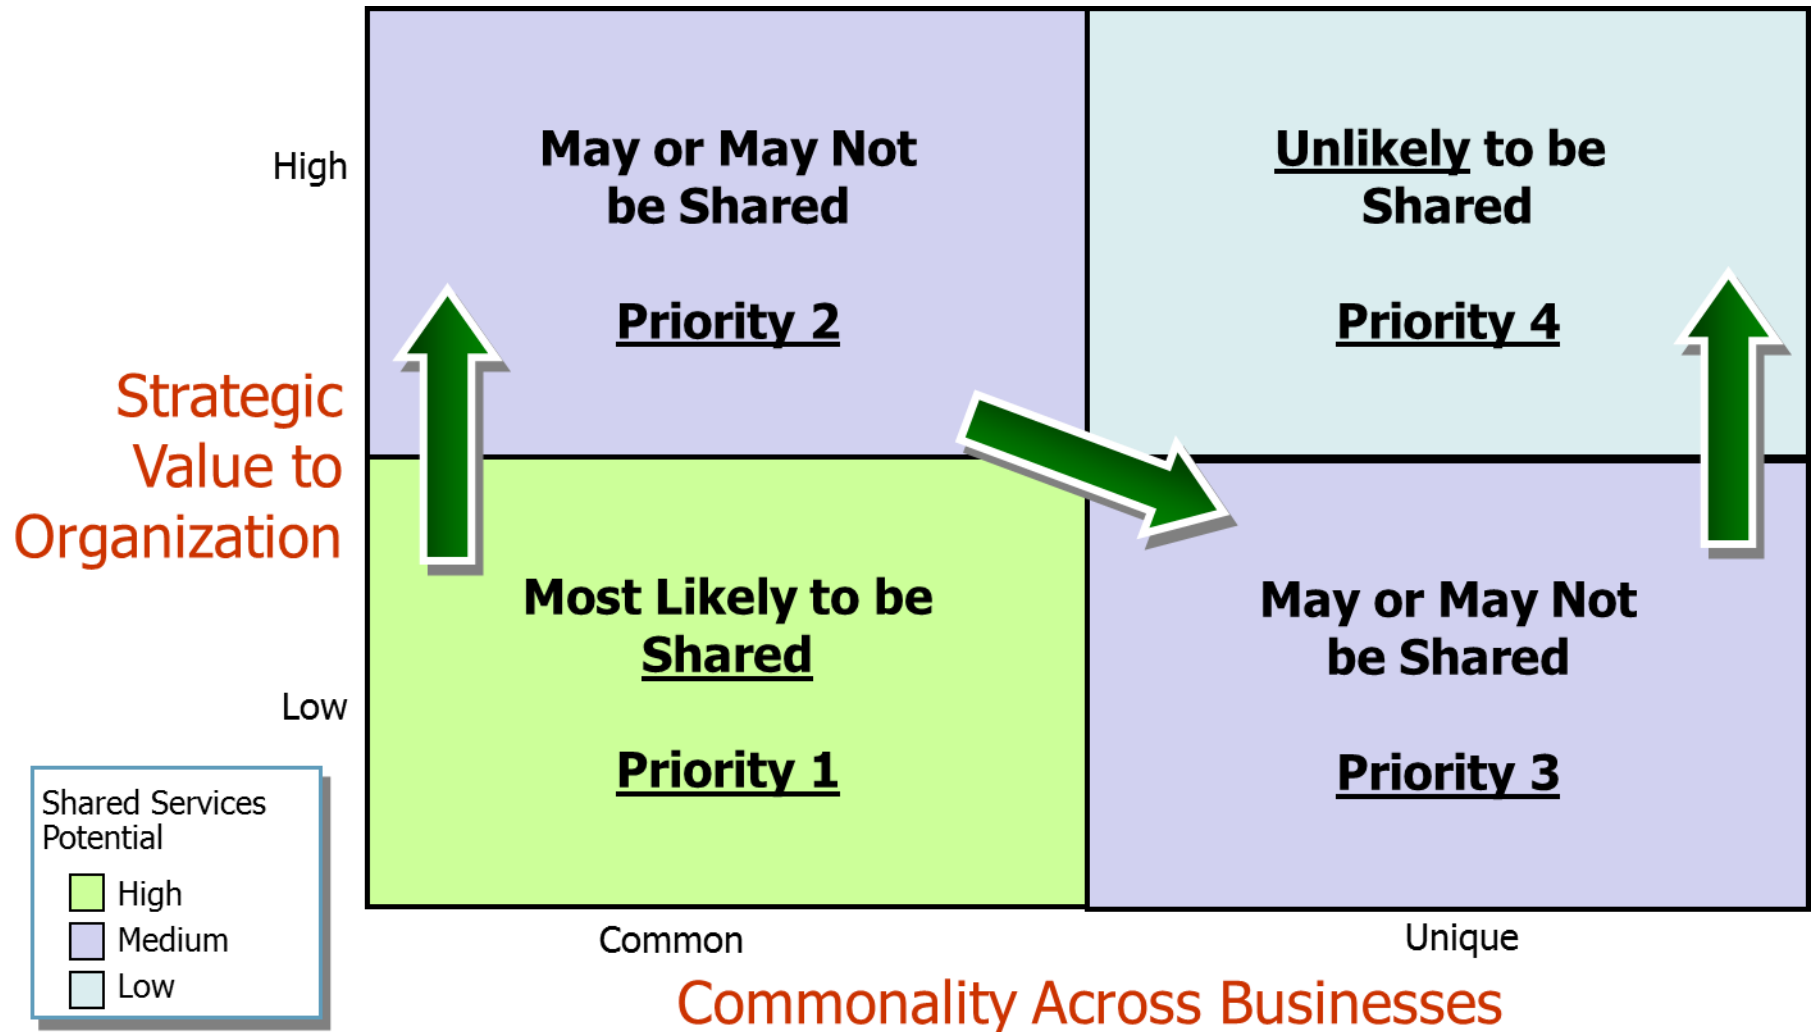 May or May Not
be Shared
Priority 2
Unlikely to be
Shared
Priority 4
High
Strategic
Value to
Organization
Most Likely to be
Shared
Priority 1
May or May Not
be Shared
Priority 3
Low
Shared Services
Potential
High
Medium
Low
Common
Unique
Commonality Across Businesses